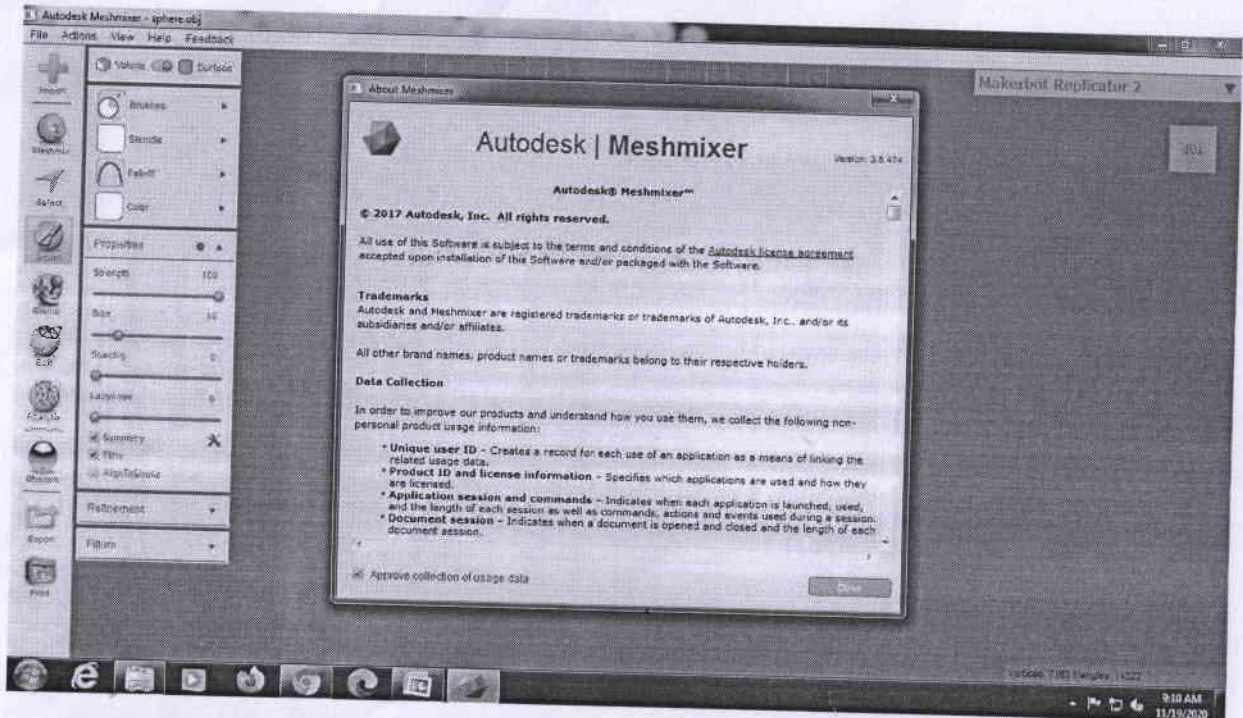 Autodesk Meshmixer - sphere.obj
File Actions View Help Feedback
Import
Meshmix
Select
Edit
Analyze
Export
Print
Volume Surface
Brushes
Stencils
Falloff
Color
Properties
Strength 100
Size
Spacing 0
Lazyness 0
Symmetry
Flow
Refinement
Filters
Makerbot Replicator 2
TOP
About Meshmixer
Autodesk | Meshmixer
Version: 3.5.474
Autodesk® Meshmixer™
© 2017 Autodesk, Inc. All rights reserved.
All use of this Software is subject to the terms and conditions of the Autodesk license agreement
accepted upon installation of this Software and/or packaged with the Software.
Trademarks
Autodesk and Meshmixer are registered trademarks or trademarks of Autodesk, Inc., and/or its
subsidiaries and/or affiliates.
All other brand names, product names or trademarks belong to their respective holders.
Data Collection
In order to improve our products and understand how you use them, we collect the following non-
personal product usage information:
* Unique user ID - Creates a record for each use of an application as a means of linking the
related usage data.
* Product ID and license information - Specifies which applications are used and how they
are licensed.
* Application session and commands - Indicates when each application is launched, used,
and the length of each session as well as commands, actions and events used during a session.
* Document session - Indicates when a document is opened and closed and the length of each
document session.
Approve collection of usage data
Close
9:10 AM
11/19/2020